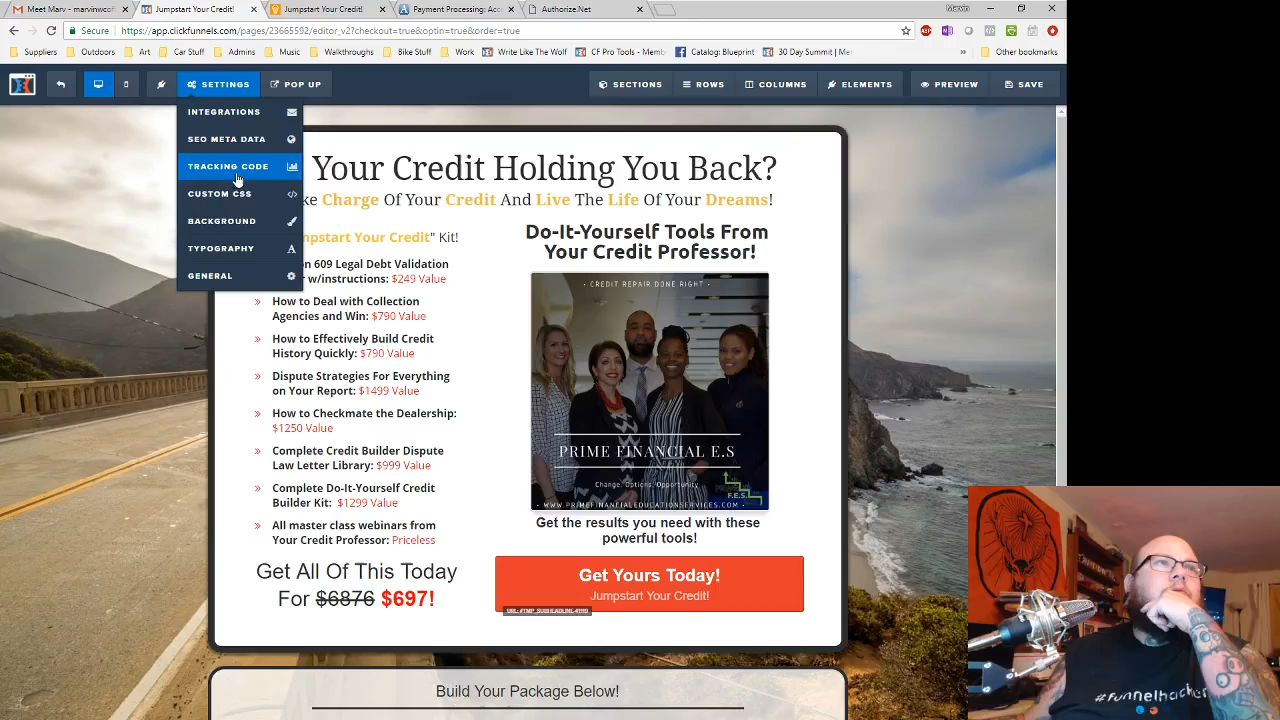 Meet Marv - marvinwcoff
Jumpstart Your Credit!
Jumpstart Your Credit!
Payment Processing: Acce
Authorize.Net
Marvin
Secure
https://app.clickfunnels.com/pages/23665592/editor_v2?checkout=true&optin=true&order=true
Suppliers
Outdoors
Art
Car Stuff
Admins
Music
Walkthroughs
Bike Stuff
Work
Write Like The Wolf
CF Pro Tools - Memb
Catalog: Blueprint
30 Day Summit | Mem
Other bookmarks
SETTINGS
POP UP
SECTIONS
ROWS
COLUMNS
ELEMENTS
PREVIEW
SAVE
INTEGRATIONS
SEO META DATA
TRACKING CODE
CUSTOM CSS
BACKGROUND
TYPOGRAPHY
GENERAL
Your Credit Holding You Back?
ke Charge Of Your Credit And Live The Life Of Your Dreams!
mpstart Your Credit" Kit!
on 609 Legal Debt Validation
r w/instructions: $249 Value
How to Deal with Collection
Agencies and Win: $790 Value
How to Effectively Build Credit
History Quickly: $790 Value
Dispute Strategies For Everything
on Your Report: $1499 Value
How to Checkmate the Dealership:
$1250 Value
Complete Credit Builder Dispute
Law Letter Library: $999 Value
Complete Do-It-Yourself Credit
Builder Kit: $1299 Value
All master class webinars from
Your Credit Professor: Priceless
Get All Of This Today
For $6876 $697!
Do-It-Yourself Tools From
Your Credit Professor!
· CREDIT REPAIR DONE RIGHT ·
PRIME FINANCIAL E.S
Change. Options. Opportunity
F.E.S.
· WWW.PRIMEFINANCIALEDUCATIONSERVICES.COM ·
Get the results you need with these
powerful tools!
Get Yours Today!
Jumpstart Your Credit!
Build Your Package Below!
#funnelhacker